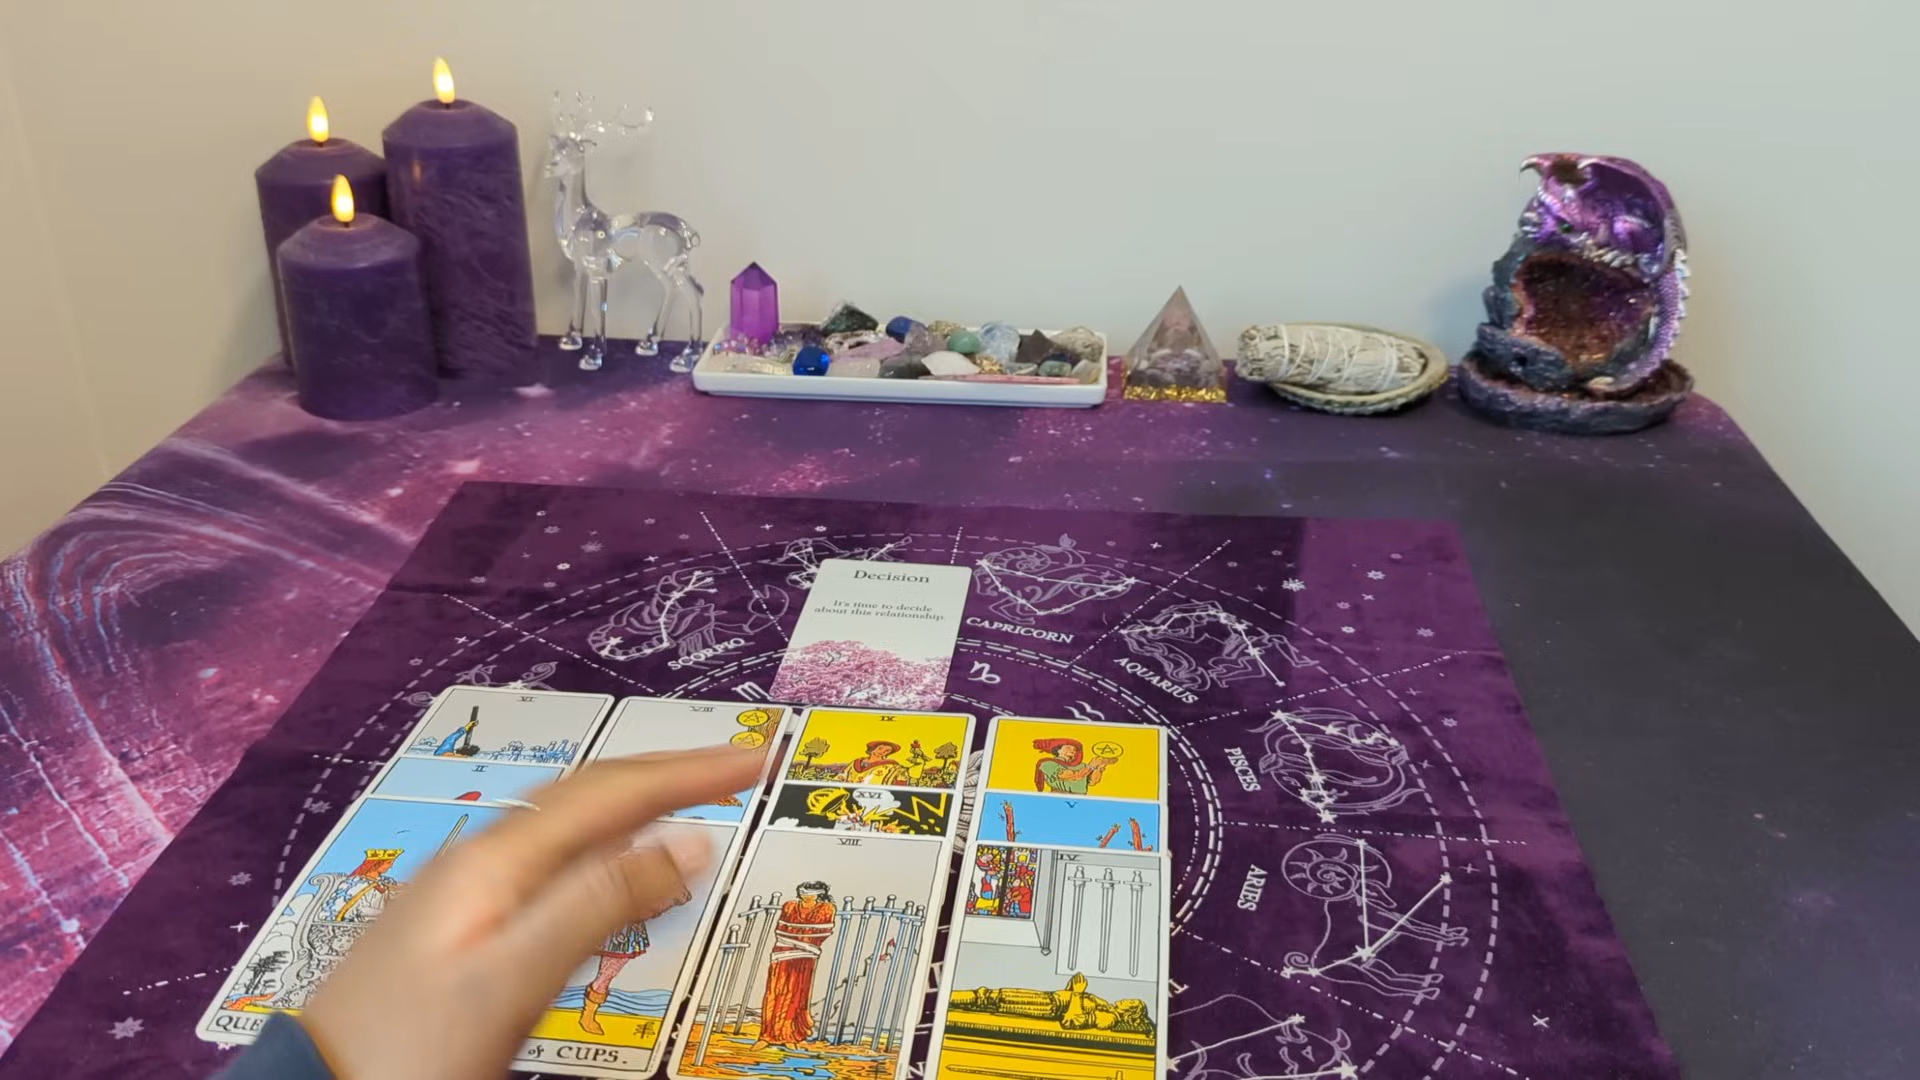 Decision
It's time to decide
about this relationship.
CAPRICORN
SCORPIO
AQUARIUS
PISCES
ARIES
VI
VIII
IX
II
XVI
V
VIII
IV
QUE
of CUPS.